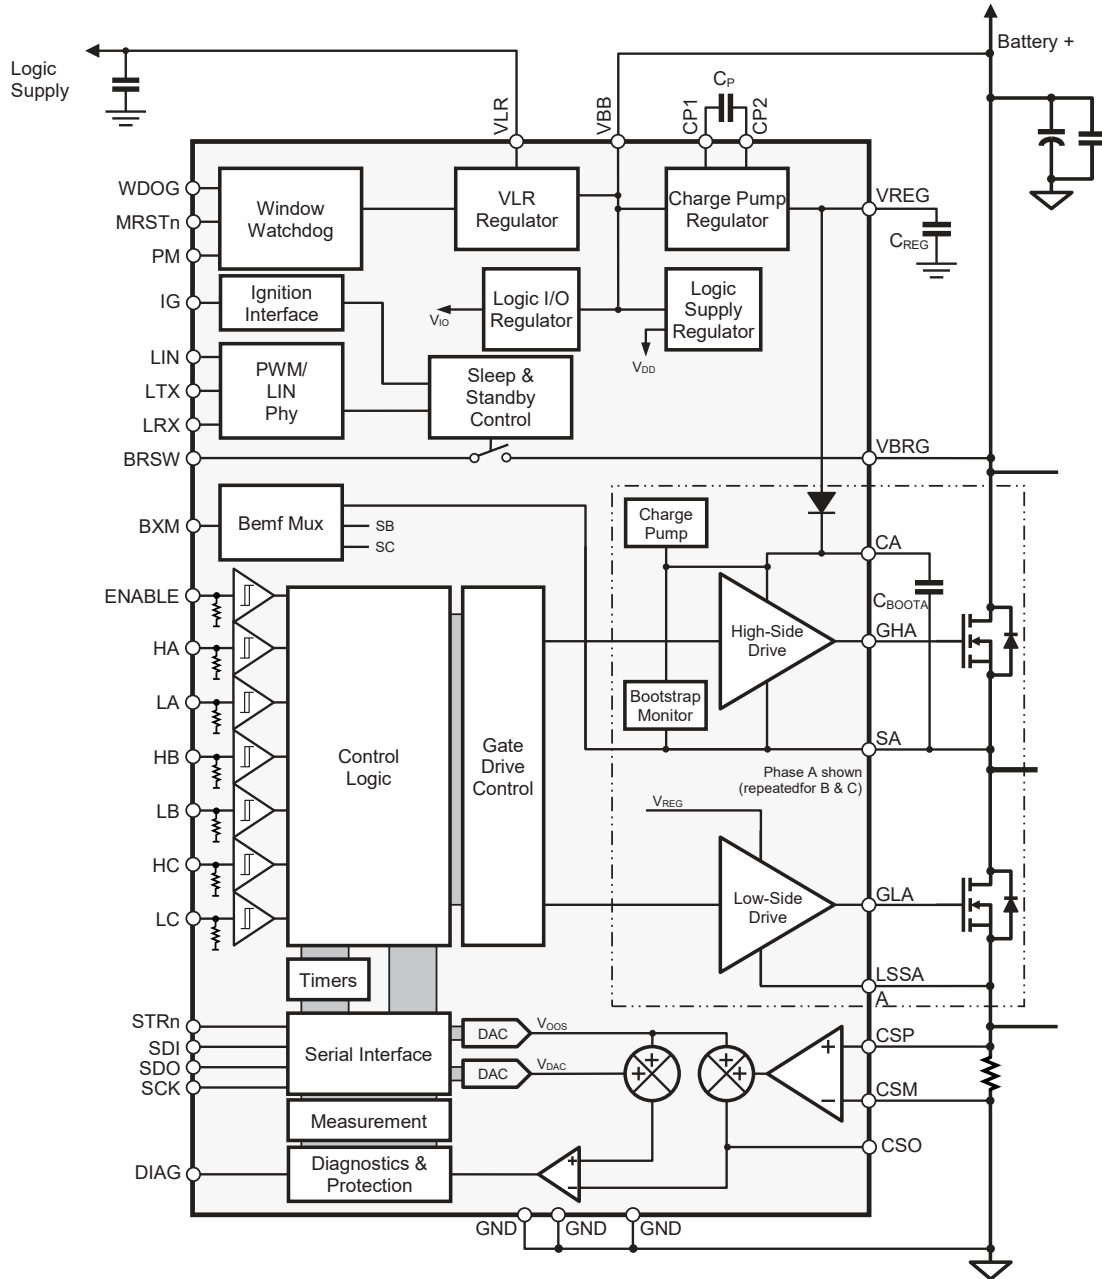 Battery +
Logic
Supply
VLR
VBB
CP1
CP
CP2
WDOG
MRSTn
PM
Window
Watchdog
VLR
Regulator
Charge Pump
Regulator
VREG
CREG
IG
Ignition
Interface
VIO
Logic I/O
Regulator
Logic
Supply
Regulator
VDD
LIN
LTX
LRX
PWM/
LIN
Phy
Sleep &
Standby
Control
BRSW
VBRG
BXM
Bemf Mux
SB
SC
Charge
Pump
CA
CBOOTA
ENABLE
HA
LA
HB
LB
HC
LC
Control
Logic
Gate
Drive
Control
High-Side
Drive
GHA
Bootstrap
Monitor
SA
Phase A shown
(repeatedfor B & C)
VREG
Low-Side
Drive
GLA
LSSA
A
Timers
STRn
SDI
SDO
SCK
Serial Interface
DAC
VOOS
DAC
VDAC
+
+
+
+
+
–
CSP
CSM
CSO
Measurement
DIAG
Diagnostics &
Protection
+
–
GND
GND
GND